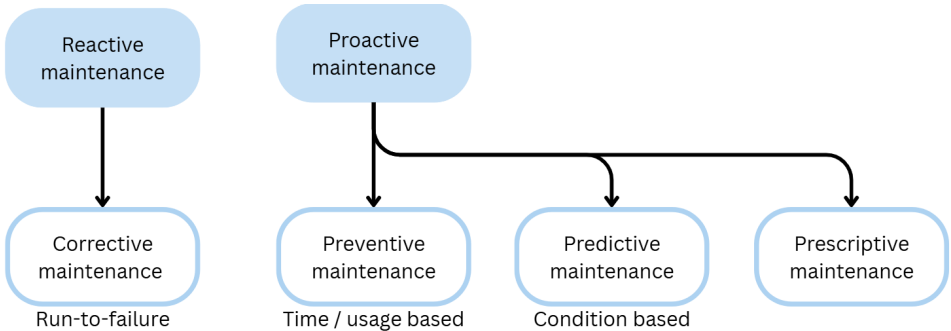 Reactive
maintenance
Proactive
maintenance
Corrective
maintenance
Preventive
maintenance
Predictive
maintenance
Prescriptive
maintenance
Run-to-failure
Time / usage based
Condition based